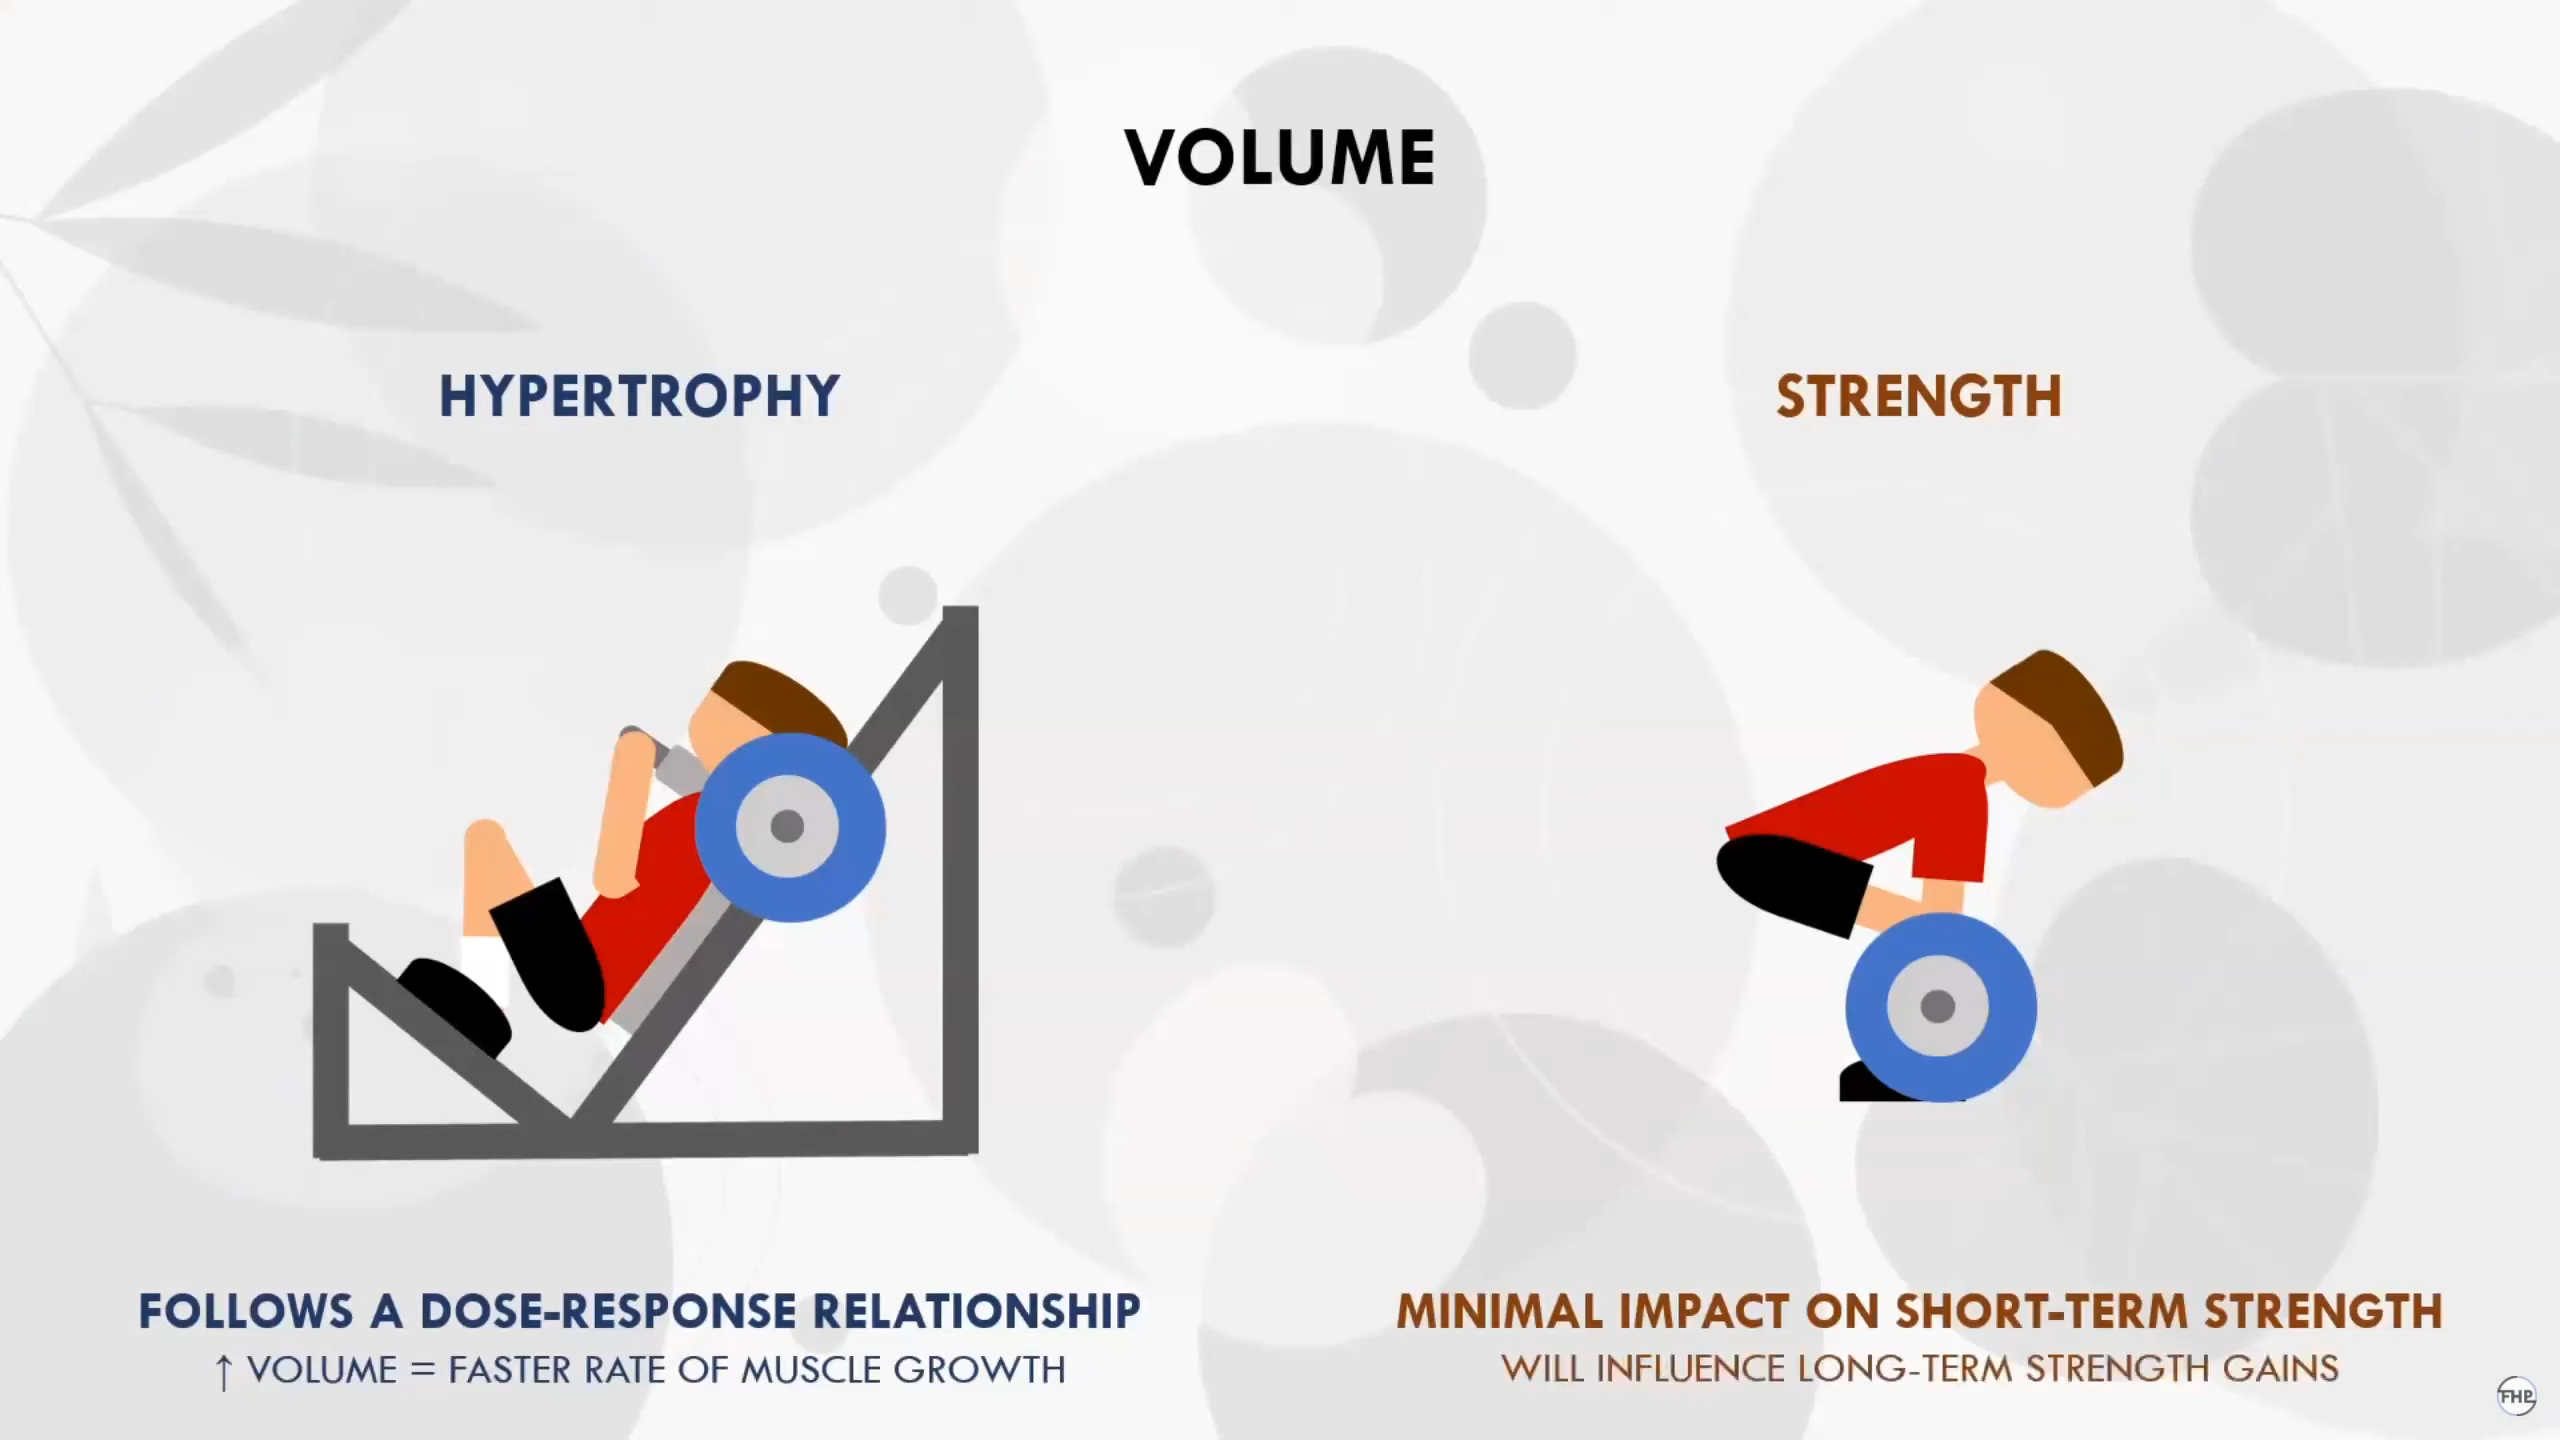 VOLUME
HYPERTROPHY
STRENGTH
FOLLOWS A DOSE-RESPONSE RELATIONSHIP
↑ VOLUME = FASTER RATE OF MUSCLE GROWTH
MINIMAL IMPACT ON SHORT-TERM STRENGTH
WILL INFLUENCE LONG-TERM STRENGTH GAINS
FHP